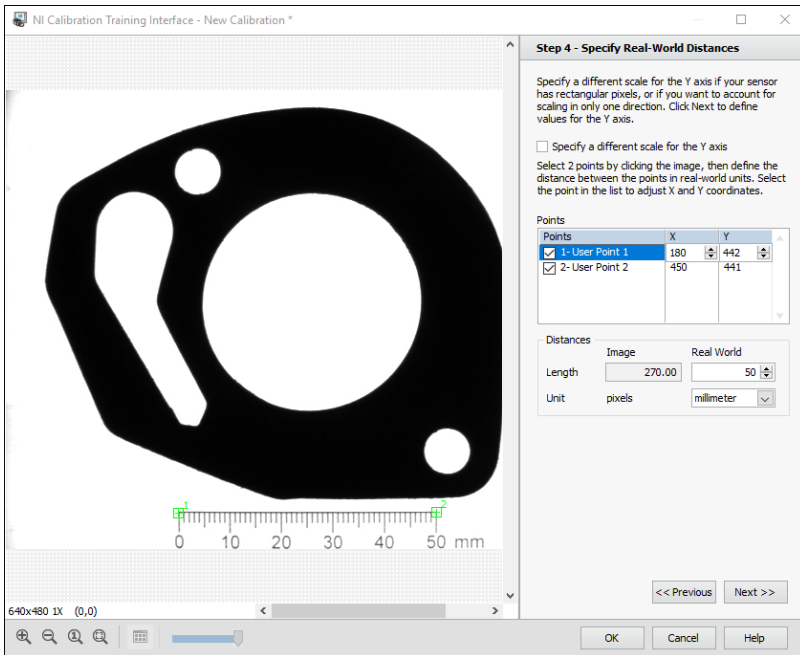 NI Calibration Training Interface - New Calibration *
Step 4 - Specify Real-World Distances
Specify a different scale for the Y axis if your sensor
has rectangular pixels, or if you want to account for
scaling in only one direction. Click Next to define
values for the Y axis.
Specify a different scale for the Y axis
Select 2 points by clicking the image, then define the
distance between the points in real-world units. Select
the point in the list to adjust X and Y coordinates.
Points
Points X Y
1- User Point 1 180 442
2- User Point 2 450 441
Distances
Image Real World
Length 270.00 50
Unit pixels millimeter
1 2
0 10 20 30 40 50 mm
<< Previous Next >>
640x480 1X (0,0)
1
OK Cancel Help